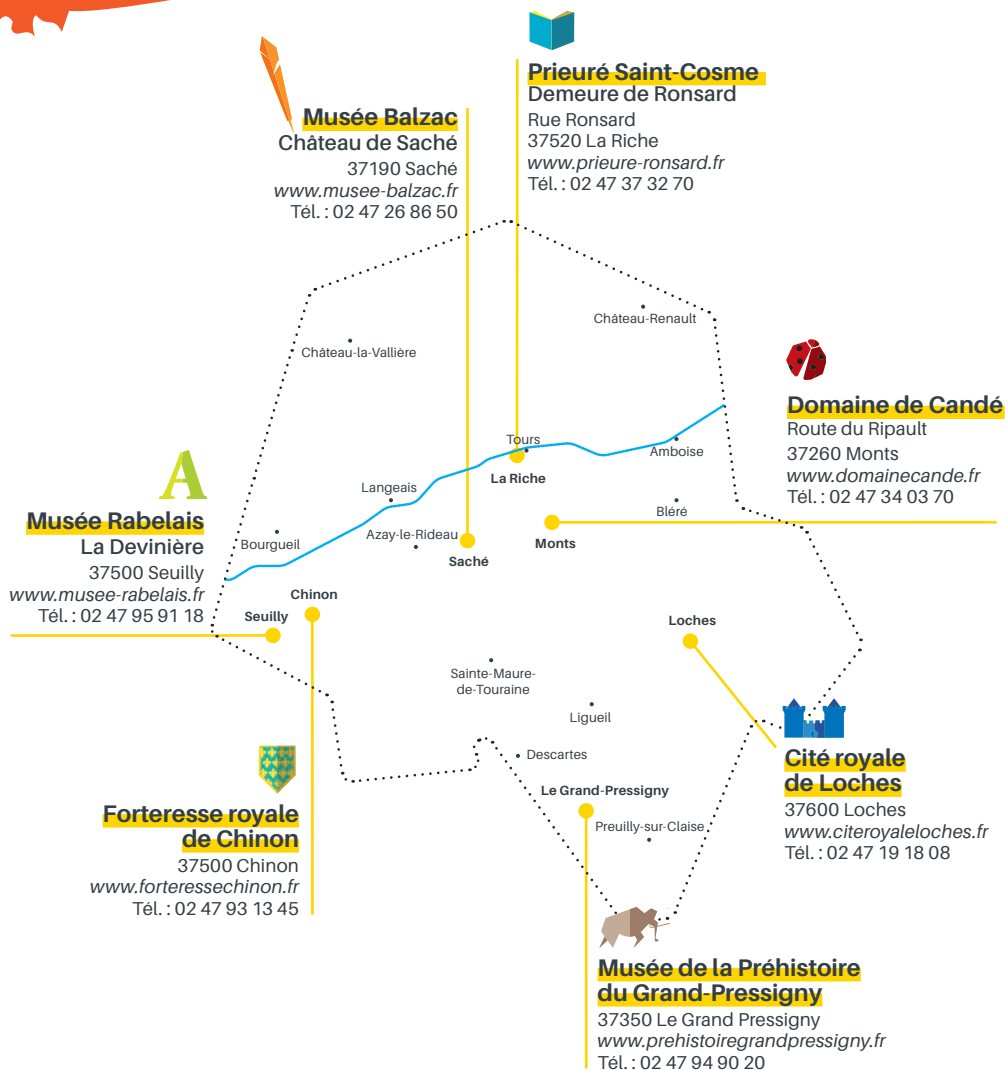 Prieuré Saint-Cosme
Demeure de Ronsard
Rue Ronsard
37520 La Riche
www.prieure-ronsard.fr
Tél. : 02 47 37 32 70
Musée Balzac
Château de Saché
37190 Saché
www.musee-balzac.fr
Tél. : 02 47 26 86 50
Château-Renault
Château-la-Vallière
Domaine de Candé
Route du Ripault
37260 Monts
www.domainecande.fr
Tél. : 02 47 34 03 70
Tours
Amboise
La Riche
Langeais
Bléré
Azay-le-Rideau
Bourgueil
Monts
Saché
A
Musée Rabelais
La Devinière
37500 Seuilly
www.musee-rabelais.fr
Tél. : 02 47 95 91 18
Chinon
Seuilly
Loches
Sainte-Maure-
de-Touraine
Ligueil
Descartes
Cité royale
de Loches
37600 Loches
www.citeroyaleloches.fr
Tél. : 02 47 19 18 08
Le Grand-Pressigny
Preuilly-sur-Claise
Forteresse royale
de Chinon
37500 Chinon
www.forteressechinon.fr
Tél. : 02 47 93 13 45
Musée de la Préhistoire
du Grand-Pressigny
37350 Le Grand Pressigny
www.prehistoiregrandpressigny.fr
Tél. : 02 47 94 90 20